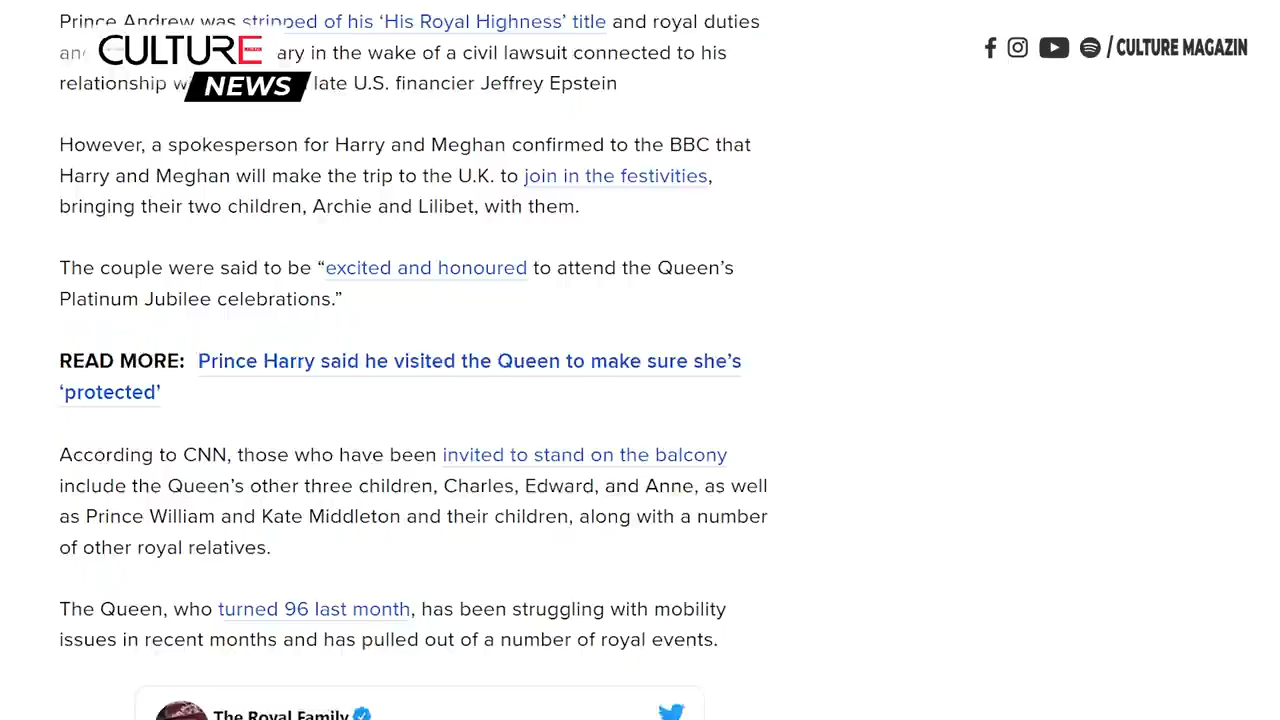 Prince Andrew was stripped of his ‘His Royal Highness’ title and royal duties
ary in the wake of a civil lawsuit connected to his
relationship w late U.S. financier Jeffrey Epstein
CULTURE
NEWS
/ CULTURE MAGAZIN
However, a spokesperson for Harry and Meghan confirmed to the BBC that
Harry and Meghan will make the trip to the U.K. to join in the festivities,
bringing their two children, Archie and Lilibet, with them.
The couple were said to be “excited and honoured to attend the Queen’s
Platinum Jubilee celebrations.”
READ MORE: Prince Harry said he visited the Queen to make sure she’s
‘protected’
According to CNN, those who have been invited to stand on the balcony
include the Queen’s other three children, Charles, Edward, and Anne, as well
as Prince William and Kate Middleton and their children, along with a number
of other royal relatives.
The Queen, who turned 96 last month, has been struggling with mobility
issues in recent months and has pulled out of a number of royal events.
The Royal Family